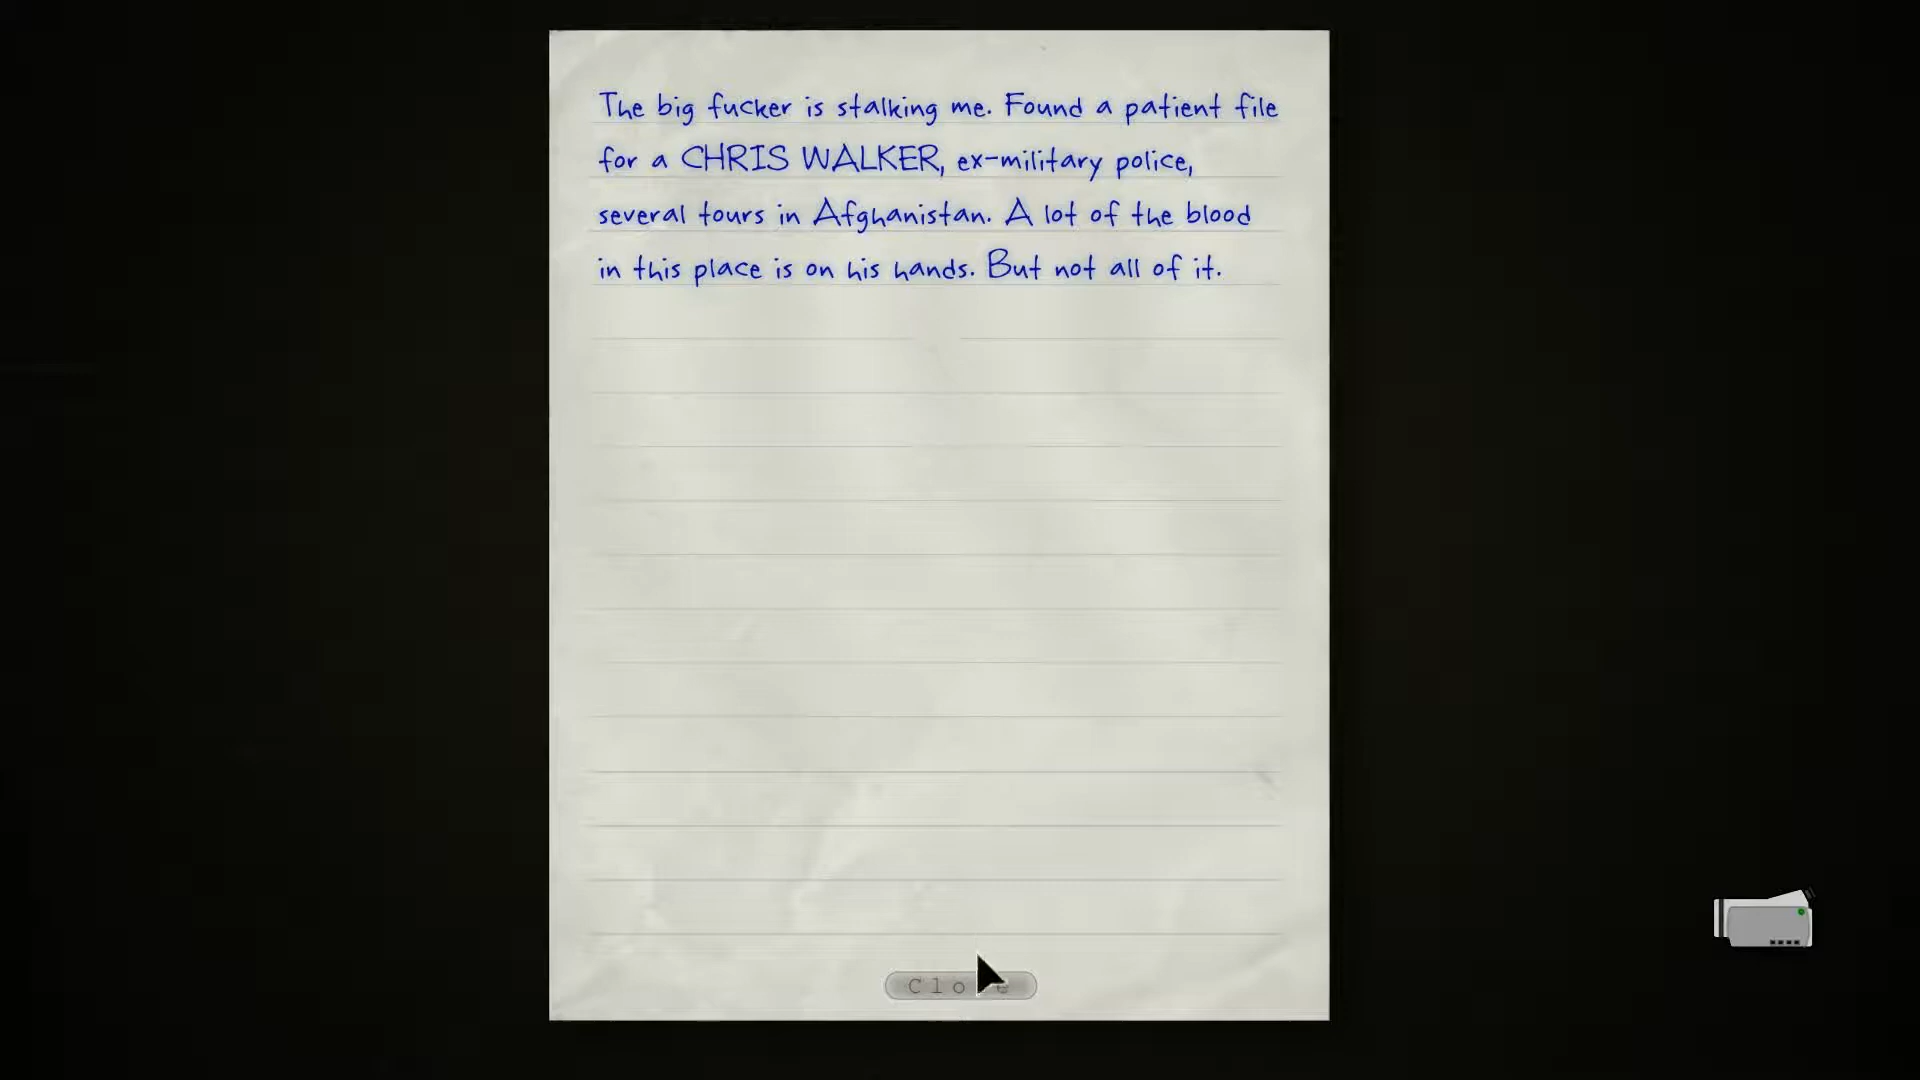 The big fucker is stalking me. Found a patient file
for a CHRIS WALKER, ex-military police,
several tours in Afghanistan. A lot of the blood
in this place is on his hands. But not all of it.
Close